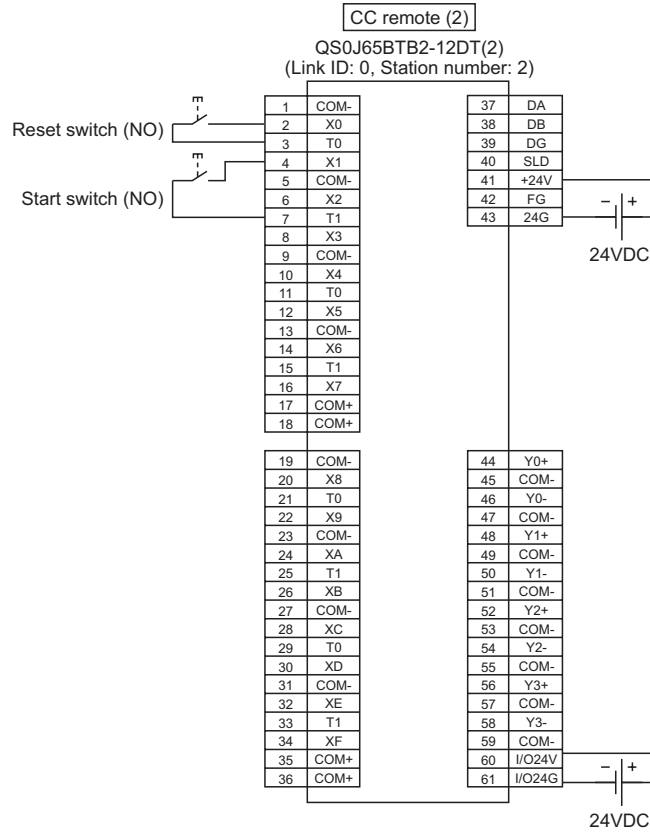 CC remote (2)
QS0J65BTB2-12DT(2)
(Link ID: 0, Station number: 2)
Reset switch (NO)
Start switch (NO)
1 COM-
2 X0
3 T0
4 X1
5 COM-
6 X2
7 T1
8 X3
9 COM-
10 X4
11 T0
12 X5
13 COM-
14 X6
15 T1
16 X7
17 COM+
18 COM+
19 COM-
20 X8
21 T0
22 X9
23 COM-
24 XA
25 T1
26 XB
27 COM-
28 XC
29 T0
30 XD
31 COM-
32 XE
33 T1
34 XF
35 COM+
36 COM+
37 DA
38 DB
39 DG
40 SLD
41 +24V
42 FG
43 24G
− +
24VDC
44 Y0+
45 COM-
46 Y0-
47 COM-
48 Y1+
49 COM-
50 Y1-
51 COM-
52 Y2+
53 COM-
54 Y2-
55 COM-
56 Y3+
57 COM-
58 Y3-
59 COM-
60 I/O24V
61 I/O24G
− +
24VDC